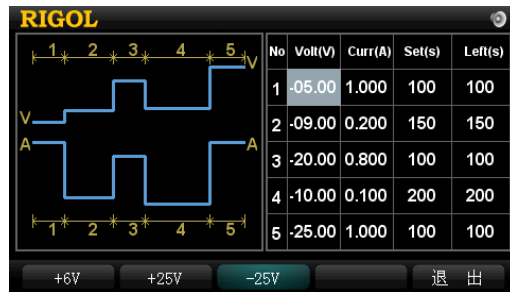 RIGOL
1 2 3 4 5
V
V
A
A
1 2 3 4 5
No Volt(V) Curr(A) Set(s) Left(s)
1 -05.00 1.000 100 100
2 -09.00 0.200 150 150
3 -20.00 0.800 100 100
4 -10.00 0.100 200 200
5 -25.00 1.000 100 100
+6V +25V -25V 退 出